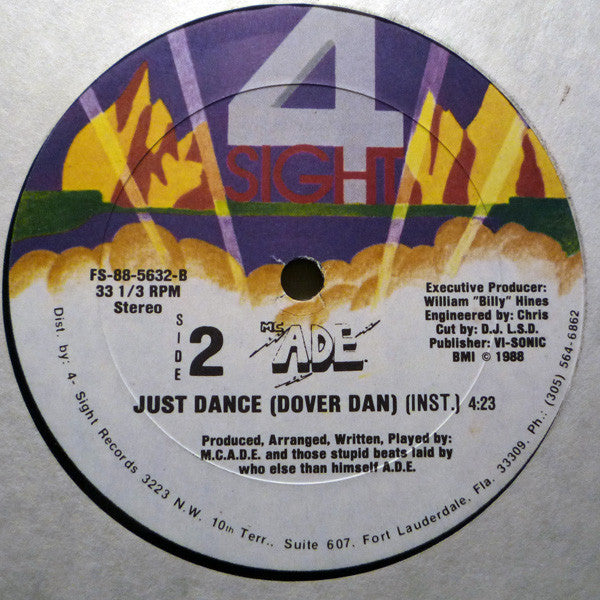 4
SIGHT
FS-88-5632-B
33 1/3 RPM
Stereo
SIDE
2
MC ADE
Executive Producer:
William "Billy" Hines
Engineered by: Chris
Cut by: D.J. L.S.D.
Publisher: VI-SONIC
BMI © 1988
JUST DANCE (DOVER DAN) (INST.) 4:23
Produced, Arranged, Written, Played by:
M.C.A.D.E. and those stupid beats laid by
who else than himself A.D.E.
Dist. by: 4- Sight Records 3223 N.W. 10th Terr., Suite 607. Fort Lauderdale, Fla. 33309. Ph.: (305) 564-6862